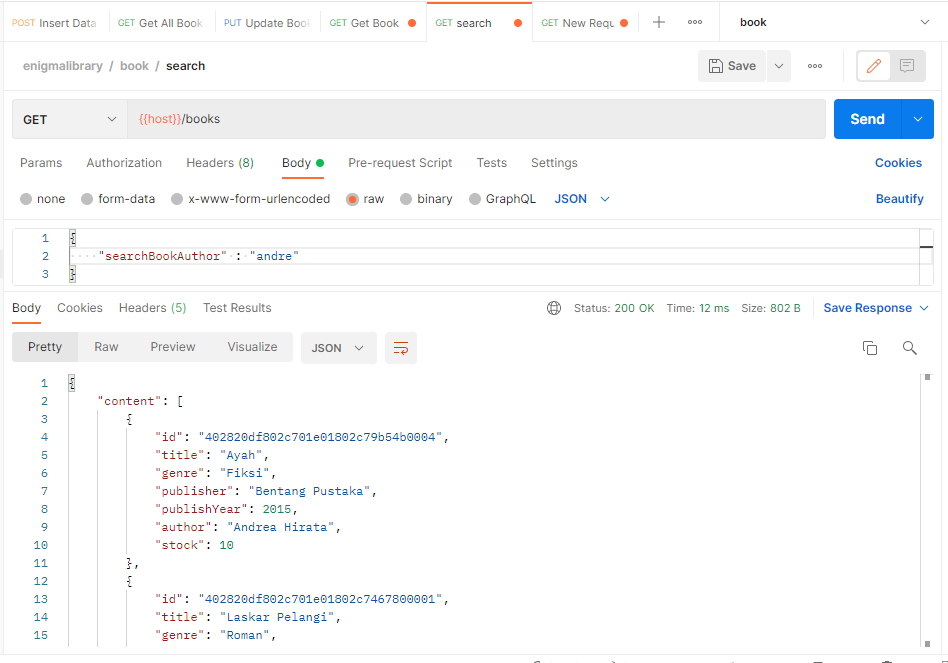 POST Insert Data
GET Get All Book
PUT Update Boo
GET Get Book
GET search
GET New Requ
book
enigmalibrary / book / search
Save
GET
{{host}}/books
Send
Params
Authorization
Headers (8)
Body
Pre-request Script
Tests
Settings
Cookies
none
form-data
x-www-form-urlencoded
raw
binary
GraphQL
JSON
Beautify
1 {
2 ····"searchBookAuthor"·:·"andre"
3 }
Body
Cookies
Headers (5)
Test Results
Status: 200 OK
Time: 12 ms
Size: 802 B
Save Response
Pretty
Raw
Preview
Visualize
JSON
1 {
2 "content": [
3 {
4 "id": "402820df802c701e01802c79b54b0004",
5 "title": "Ayah",
6 "genre": "Fiksi",
7 "publisher": "Bentang Pustaka",
8 "publishYear": 2015,
9 "author": "Andrea Hirata",
10 "stock": 10
11 },
12 {
13 "id": "402820df802c701e01802c7467800001",
14 "title": "Laskar Pelangi",
15 "genre": "Roman",